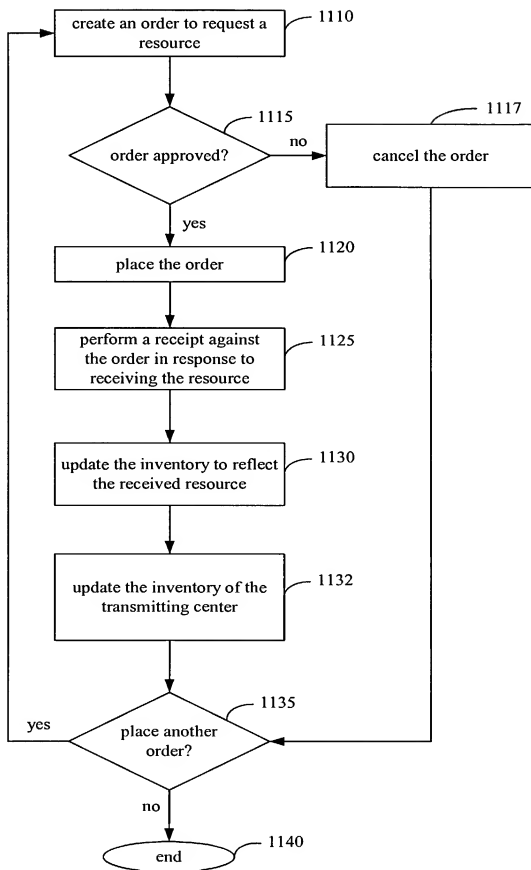 create an order to request a
resource
1110
1115
order approved?
no
1117
cancel the order
yes
1120
place the order
perform a receipt against
the order in response to
receiving the resource
1125
update the inventory to reflect
the received resource
1130
update the inventory of the
transmitting center
1132
1135
yes
place another
order?
no
1140
end